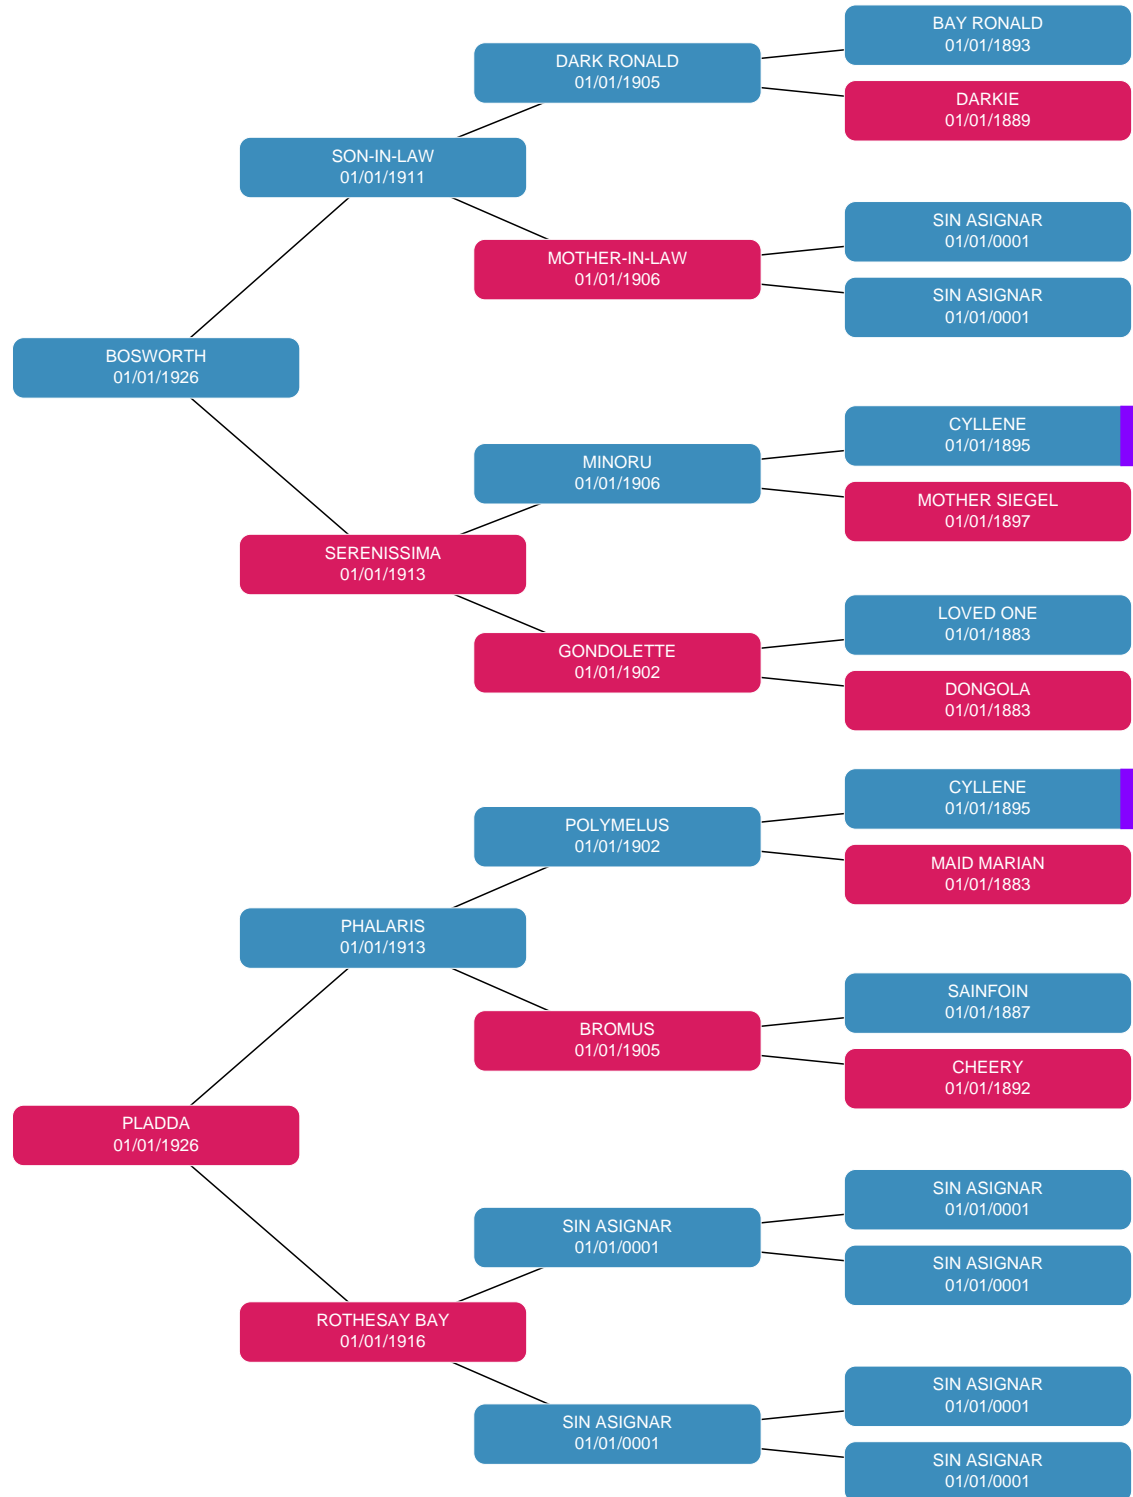 BAY RONALD
01/01/1893
DARK RONALD
01/01/1905
DARKIE
01/01/1889
SON-IN-LAW
01/01/1911
SIN ASIGNAR
01/01/0001
MOTHER-IN-LAW
01/01/1906
SIN ASIGNAR
01/01/0001
BOSWORTH
01/01/1926
CYLLENE
01/01/1895
MINORU
01/01/1906
MOTHER SIEGEL
01/01/1897
SERENISSIMA
01/01/1913
LOVED ONE
01/01/1883
GONDOLETTE
01/01/1902
DONGOLA
01/01/1883
CYLLENE
01/01/1895
POLYMELUS
01/01/1902
MAID MARIAN
01/01/1883
PHALARIS
01/01/1913
SAINFOIN
01/01/1887
BROMUS
01/01/1905
CHEERY
01/01/1892
PLADDA
01/01/1926
SIN ASIGNAR
01/01/0001
SIN ASIGNAR
01/01/0001
SIN ASIGNAR
01/01/0001
ROTHESAY BAY
01/01/1916
SIN ASIGNAR
01/01/0001
SIN ASIGNAR
01/01/0001
SIN ASIGNAR
01/01/0001